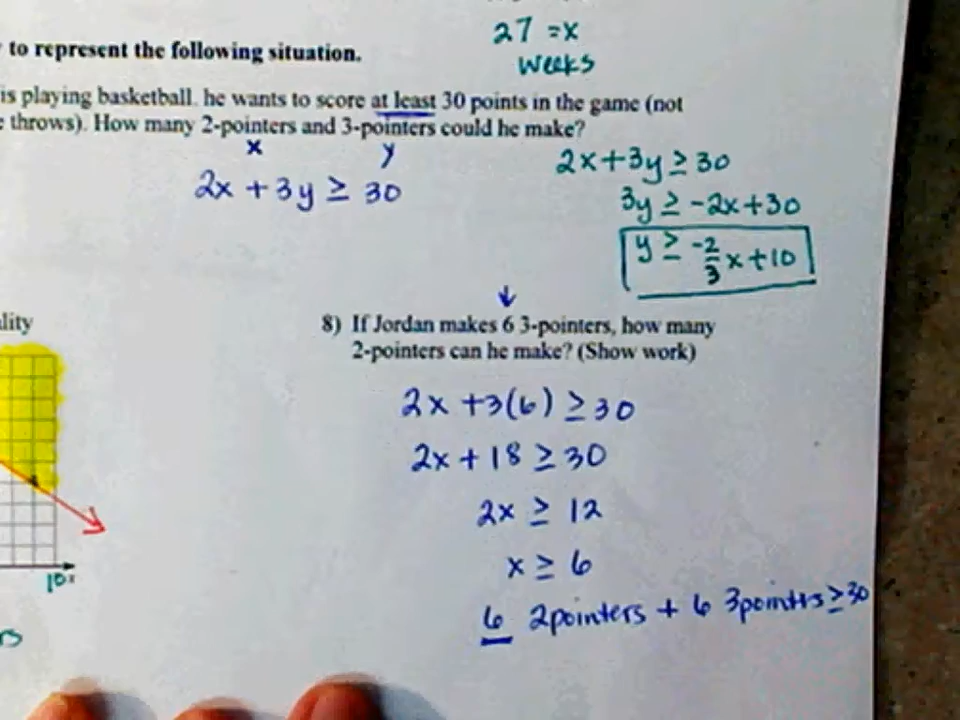 27 = x
weeks
to represent the following situation.
is playing basketball, he wants to score at least 30 points in the game (not
throws). How many 2-pointers and 3-pointers could he make?
x y
2x + 3y ≥ 30
2x + 3y ≥ 30
3y ≥ -2x + 30
y ≥ -2/3 x + 10
lity
8) If Jordan makes 6 3-pointers, how many
2-pointers can he make? (Show work)
2x + 3(6) ≥ 30
2x + 18 ≥ 30
2x ≥ 12
x ≥ 6
10
x
6 2pointers + 6 3pointrs ≥ 30
rs